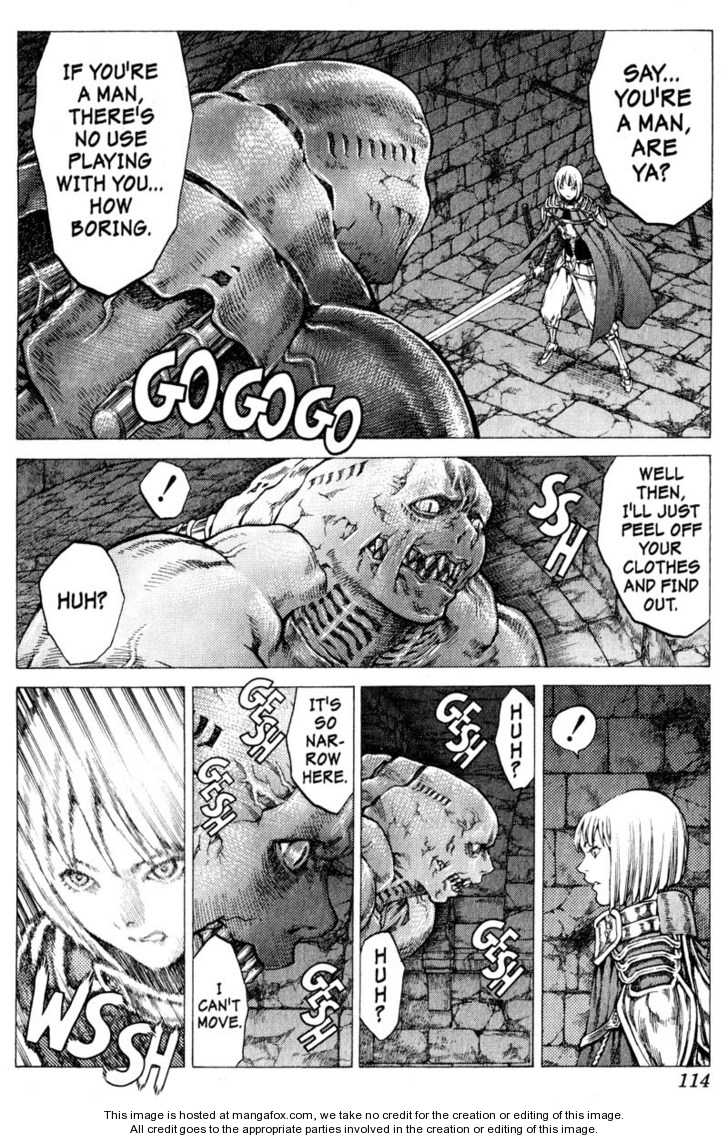 SAY...
YOU'RE
A MAN,
ARE
YA?
IF YOU'RE
A MAN,
THERE'S
NO USE
PLAYING
WITH YOU...
HOW
BORING.
GO GO GO
WELL
THEN,
I'LL JUST
PEEL OFF
YOUR
CLOTHES
AND FIND
OUT.
SSH
!
HUH?
!
HUH?
GESH
GESH
GESH
HUH?
GESH
IT'S
SO
NAR-
ROW
HERE.
GESH
GESH
I
CAN'T
MOVE.
WSSH
114
This image is hosted at mangafox.com, we take no credit for the creation or editing of this image.
All credit goes to the appropriate parties involved in the creation or editing of this image.